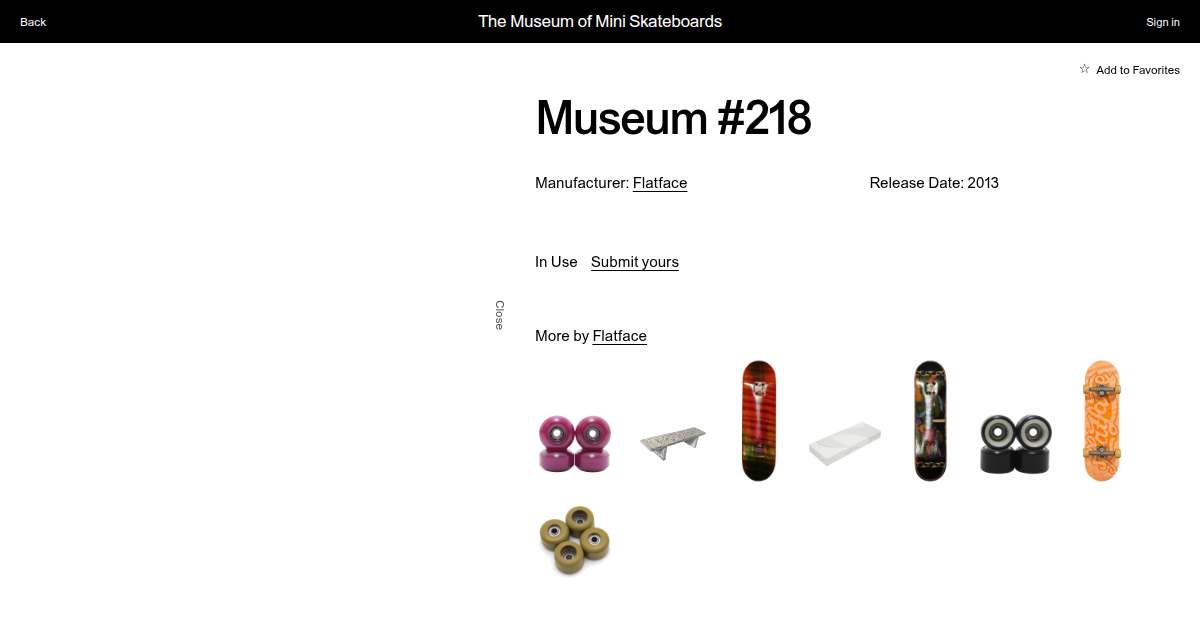 Back
The Museum of Mini Skateboards
Sign in
☆ Add to Favorites
Museum #218
Manufacturer: Flatface
Release Date: 2013
In Use Submit yours
Close
More by Flatface